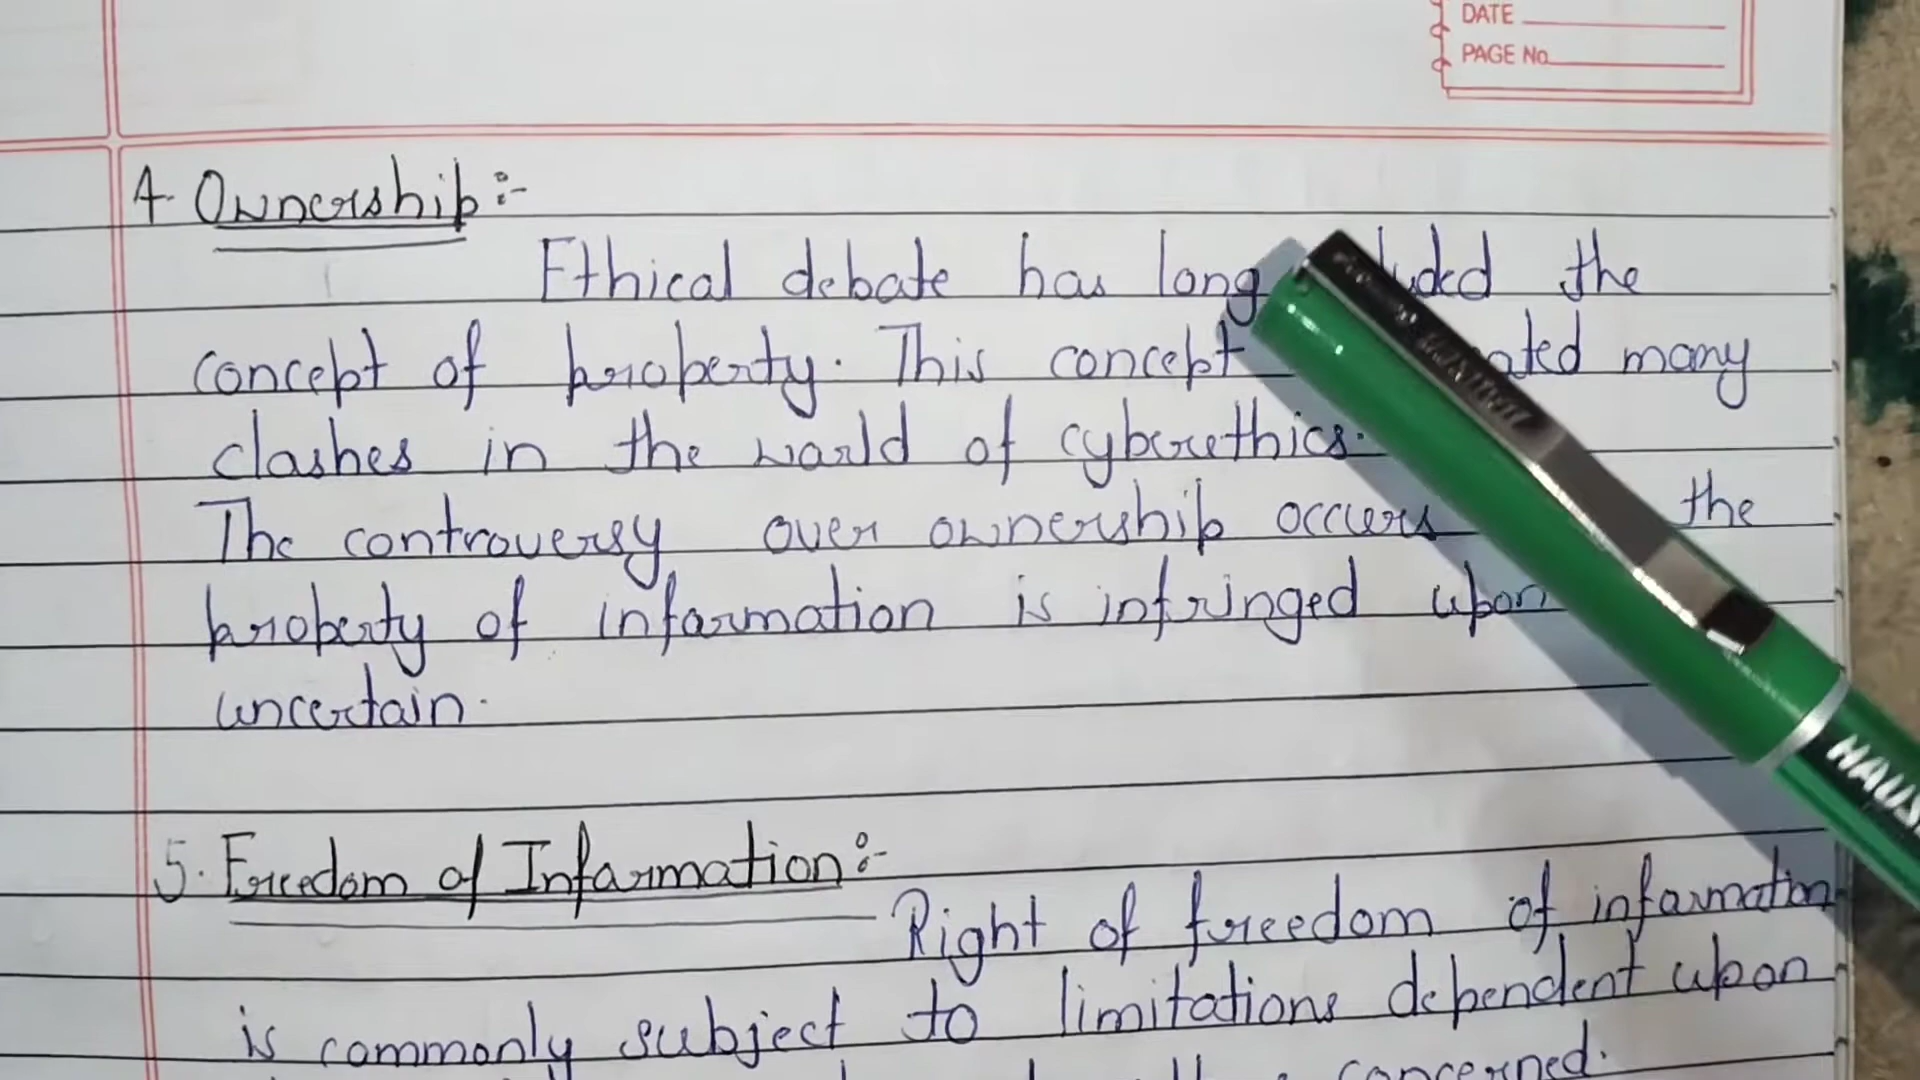 DATE
PAGE No
4. Ownership:-
Ethical debate has long the
concept of property. This concept many
clashes in the world of cyberethics.
The controversy over ownership occurs the
property of information is infringed upon
uncertain.
5. Freedom of Information:-
Right of freedom of information
is commonly subject to limitations dependent upon
concerned.
HAUS